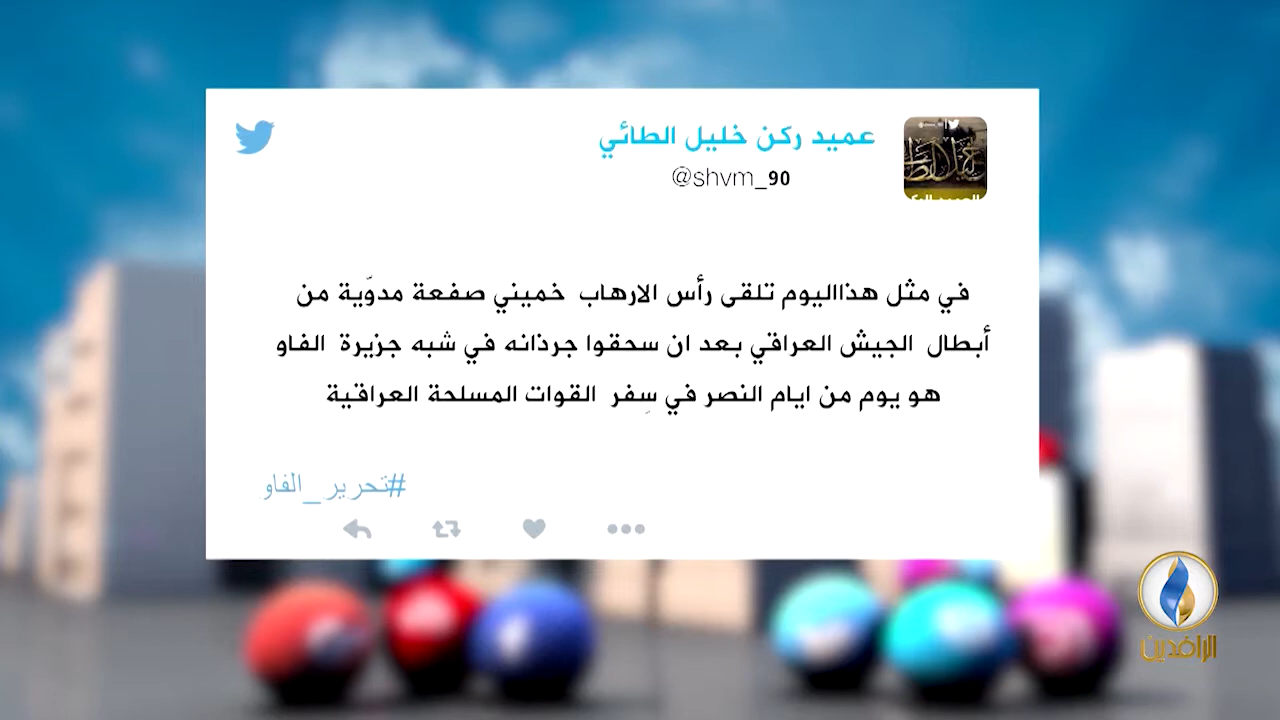 عميد ركن خليل الطائي
@shvm_90
في مثل هذااليوم تلقى رأس الارهاب خميني صفعة مدوّية من
أبطال الجيش العراقي بعد ان سحقوا جرذانه في شبه جزيرة الفاو
هو يوم من ايام النصر في سِفر القوات المسلحة العراقية
#تحرير_الفاو
الرافدين